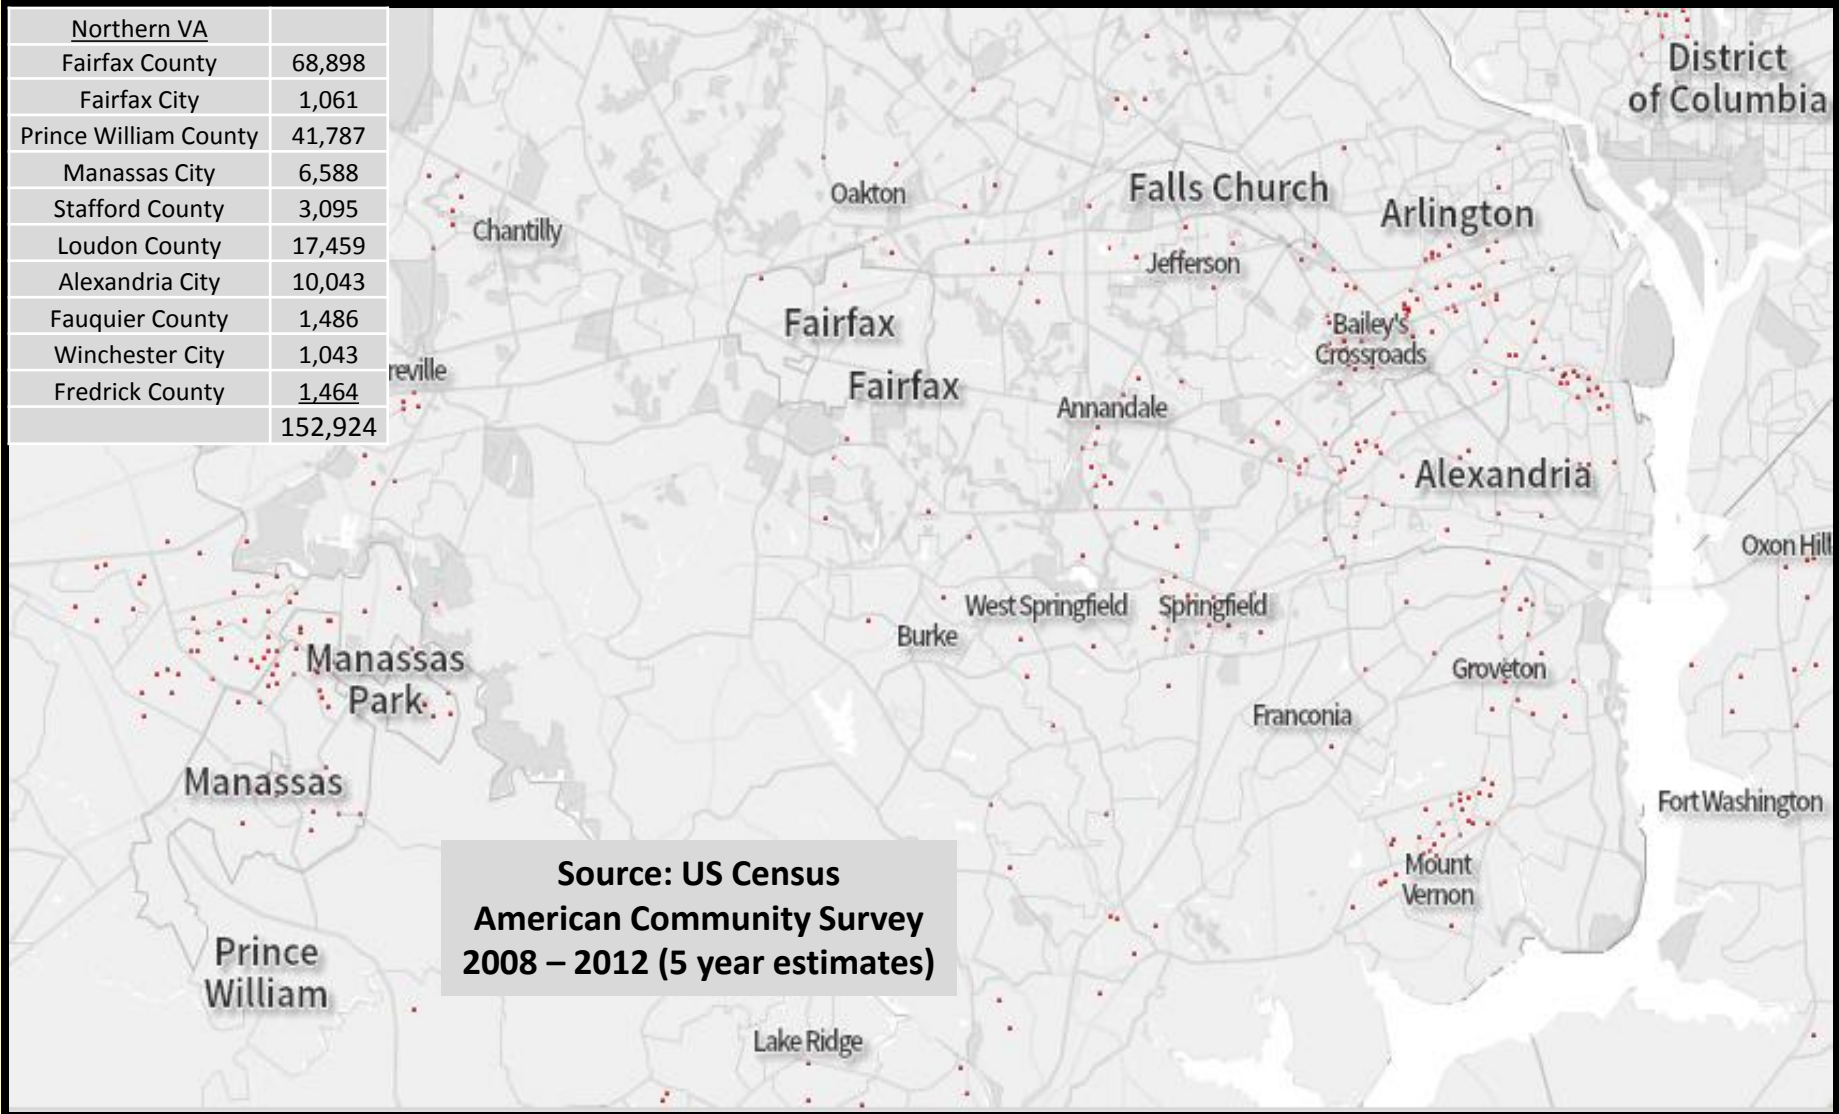 Northern VA
Fairfax County 68,898
Fairfax City 1,061
Prince William County 41,787
Manassas City 6,588
Stafford County 3,095
Loudon County 17,459
Alexandria City 10,043
Fauquier County 1,486
Winchester City 1,043
Fredrick County 1,464
152,924
District
of Columbia
Falls Church
Oakton
Arlington
Chantilly
Jefferson
Fairfax
Bailey's
Crossroads
reville
Fairfax
Annandale
Alexandria
Oxon Hill
West Springfield
Springfield
Burke
Manassas
Park
Groveton
Franconia
Manassas
Fort Washington
Mount
Vernon
Source: US Census
American Community Survey
2008 – 2012 (5 year estimates)
Prince
William
Lake Ridge